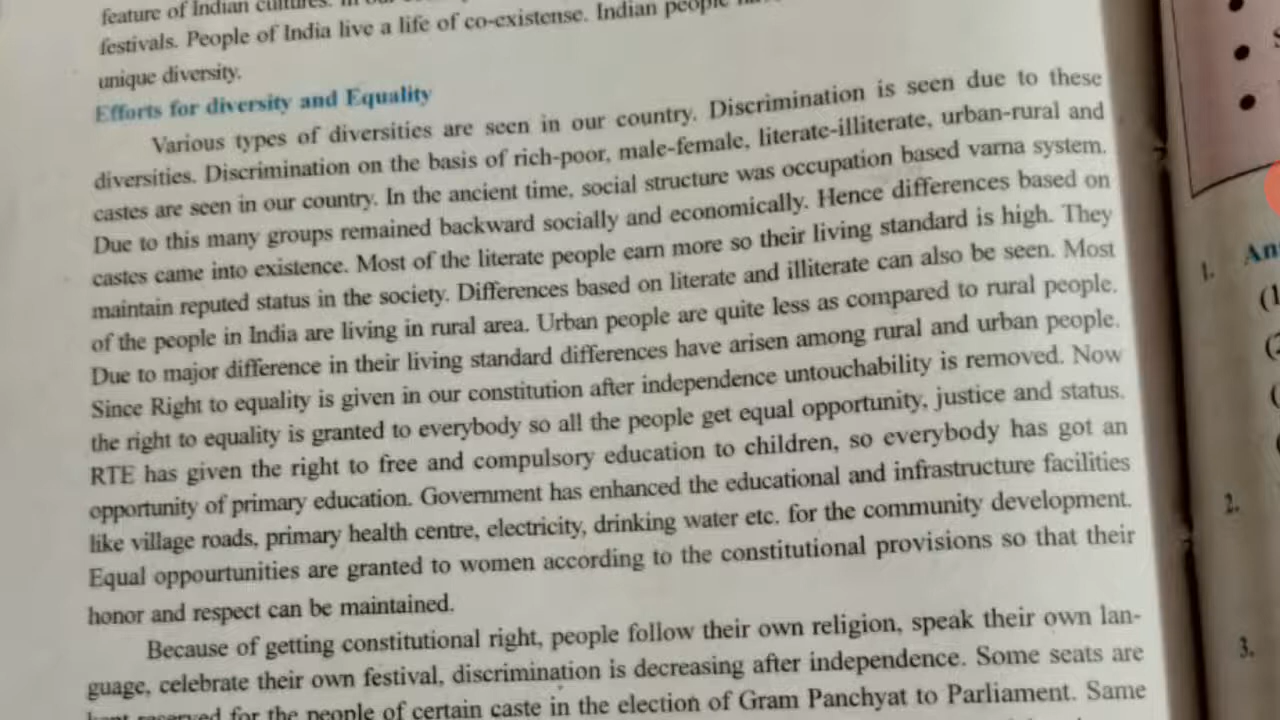 feature of Indian cultures. In our
festivals. People of India live a life of co-existense. Indian people
unique diversity.
Efforts for diversity and Equality
Various types of diversities are seen in our country. Discrimination is seen due to these
diversities. Discrimination on the basis of rich-poor, male-female, literate-illiterate, urban-rural and
castes are seen in our country. In the ancient time, social structure was occupation based varna system.
Due to this many groups remained backward socially and economically. Hence differences based on
castes came into existence. Most of the literate people earn more so their living standard is high. They
maintain reputed status in the society. Differences based on literate and illiterate can also be seen. Most
of the people in India are living in rural area. Urban people are quite less as compared to rural people.
Due to major difference in their living standard differences have arisen among rural and urban people.
Since Right to equality is given in our constitution after independence untouchability is removed. Now
the right to equality is granted to everybody so all the people get equal opportunity, justice and status.
RTE has given the right to free and compulsory education to children, so everybody has got an
opportunity of primary education. Government has enhanced the educational and infrastructure facilities
like village roads, primary health centre, electricity, drinking water etc. for the community development.
Equal oppourtunities are granted to women according to the constitutional provisions so that their
honor and respect can be maintained.
Because of getting constitutional right, people follow their own religion, speak their own lan-
guage, celebrate their own festival, discrimination is decreasing after independence. Some seats are
kept reserved for the people of certain caste in the election of Gram Panchyat to Parliament. Same
1. An
(1
2.
3.